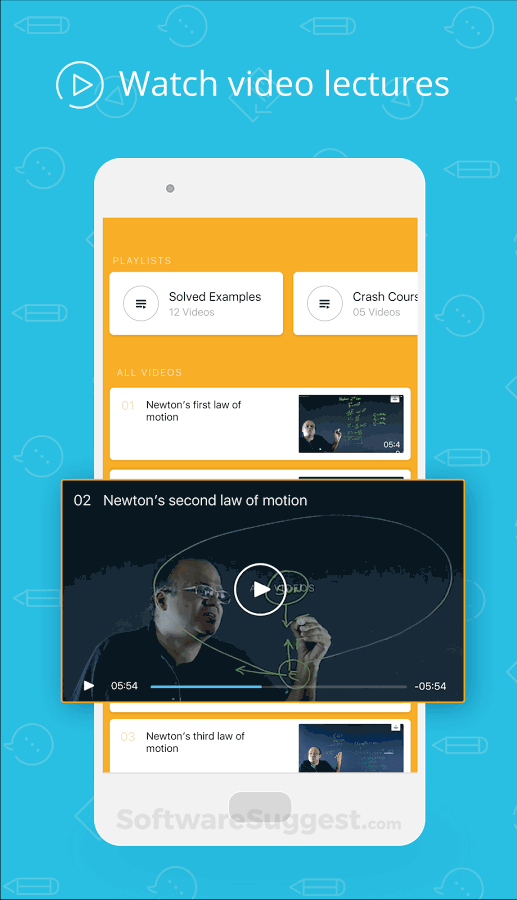 Watch video lectures
PLAYLISTS
Solved Examples
12 Videos
Crash Cours
05 Videos
ALL VIDEOS
01 Newton's first law of
motion
05:4
02 Newton's second law of motion
05:54
-05:54
03 Newton's third law of
motion
SoftwareSuggest.com